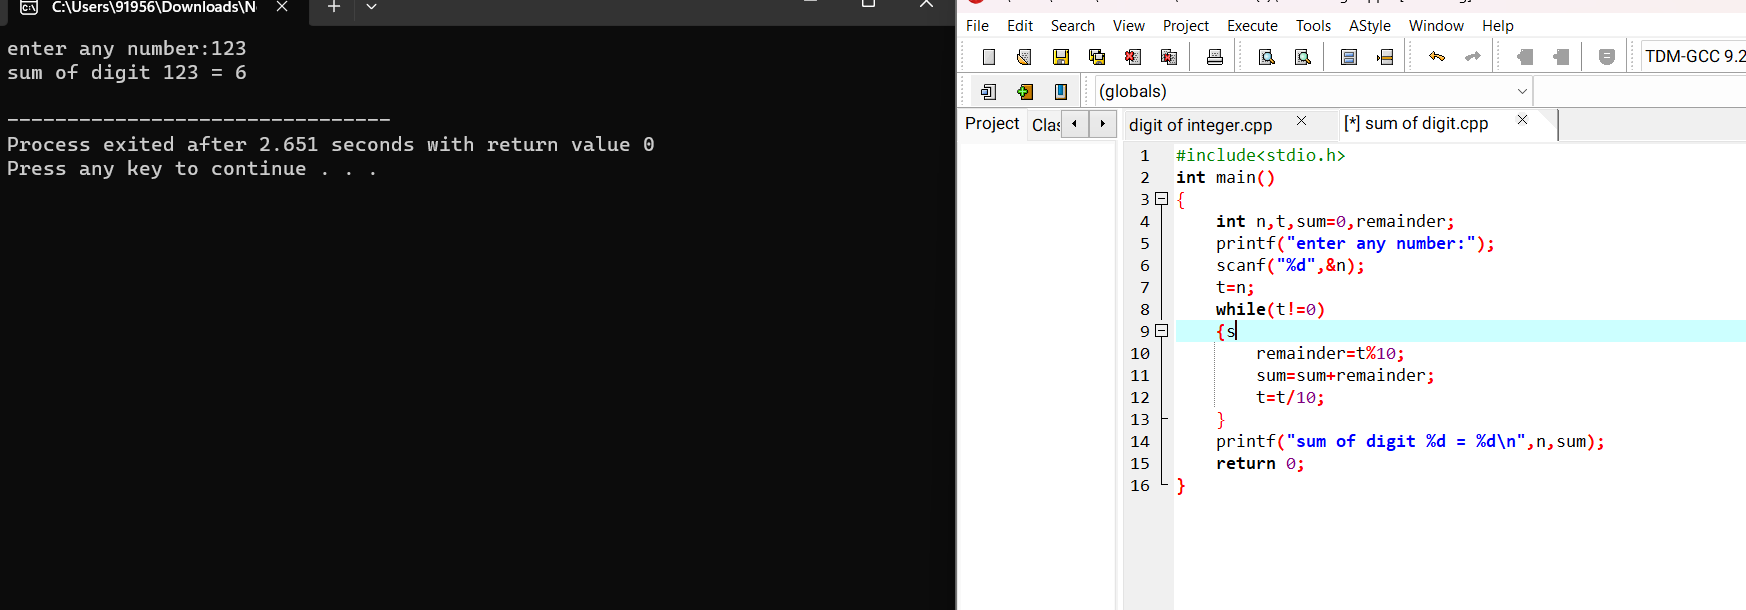 C:\Users\91956\Downloads\N
enter any number:123
sum of digit 123 = 6
--------------------------------
Process exited after 2.651 seconds with return value 0
Press any key to continue . . .
File Edit Search View Project Execute Tools AStyle Window Help
TDM-GCC 9.2
(globals)
Project Clas
digit of integer.cpp
[*] sum of digit.cpp
1 #include<stdio.h>
2 int main()
3 {
4 int n,t,sum=0,remainder;
5 printf("enter any number:");
6 scanf("%d",&n);
7 t=n;
8 while(t!=0)
9 {s
10 remainder=t%10;
11 sum=sum+remainder;
12 t=t/10;
13 }
14 printf("sum of digit %d = %d\n",n,sum);
15 return 0;
16 }